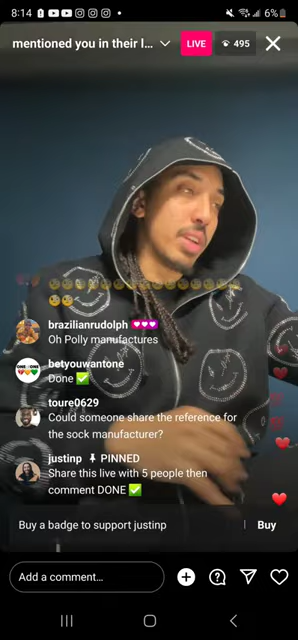 8:14
6%
mentioned you in their l...
LIVE
495
brazilianrudolph
Oh Polly manufactures
betyouwantone
Done ✅
toure0629
Could someone share the reference for
the sock manufacturer?
justinp PINNED
Share this live with 5 people then
comment DONE ✅
Buy a badge to support justinp
Buy
Add a comment...